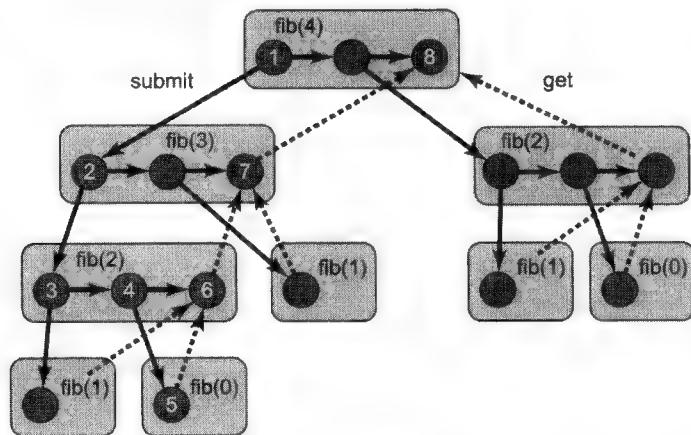 fib(4)
1
8
submit
get
fib(3)
2
7
fib(2)
fib(2)
3
4
6
fib(1)
fib(1)
fib(0)
fib(1)
fib(0)
5